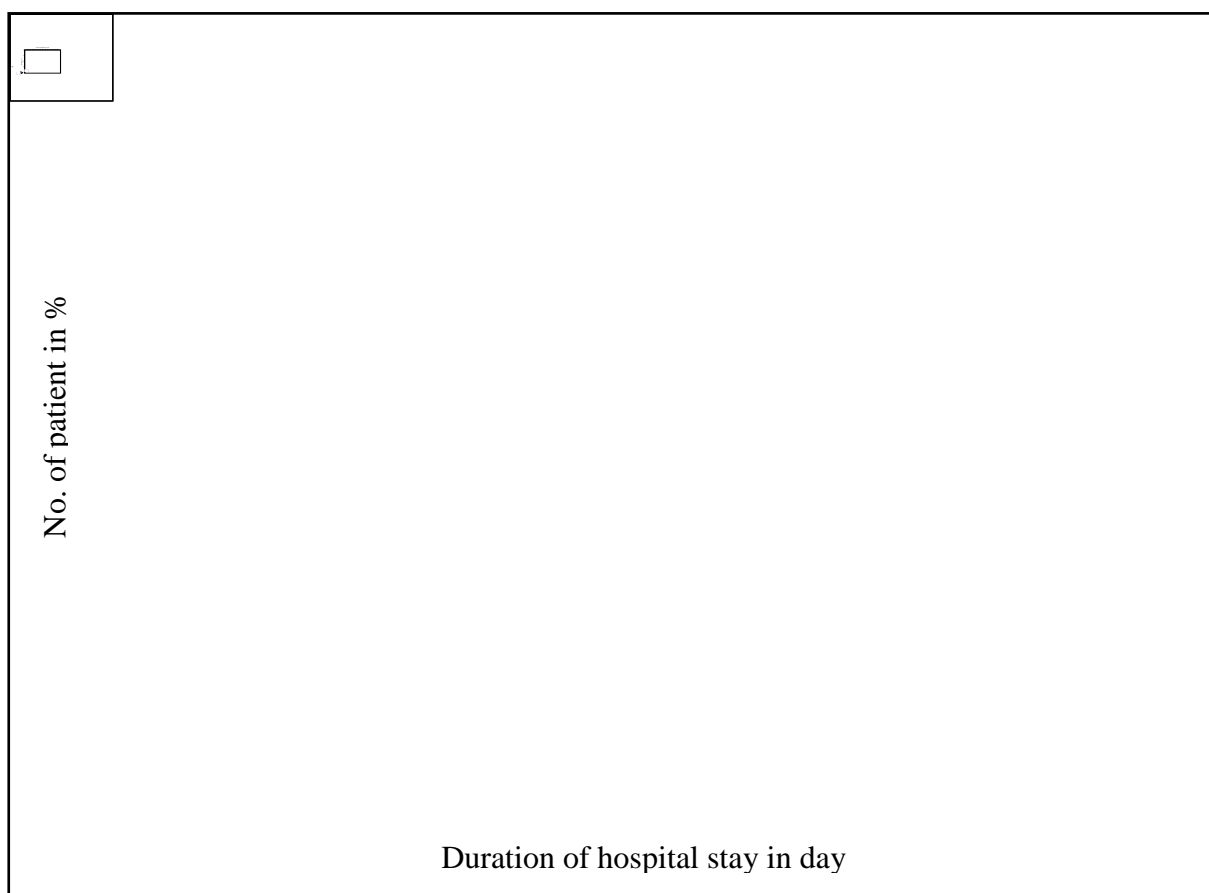 No. of patient in %
Duration of hospital stay in day